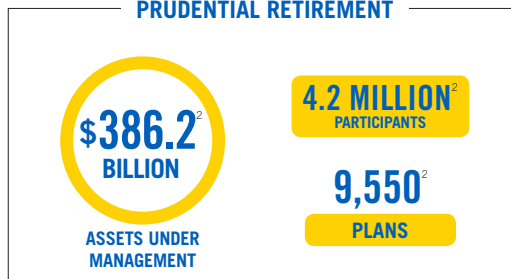 PRUDENTIAL RETIREMENT
$386.2²
BILLION
ASSETS UNDER
MANAGEMENT
4.2 MILLION²
PARTICIPANTS
9,550²
PLANS